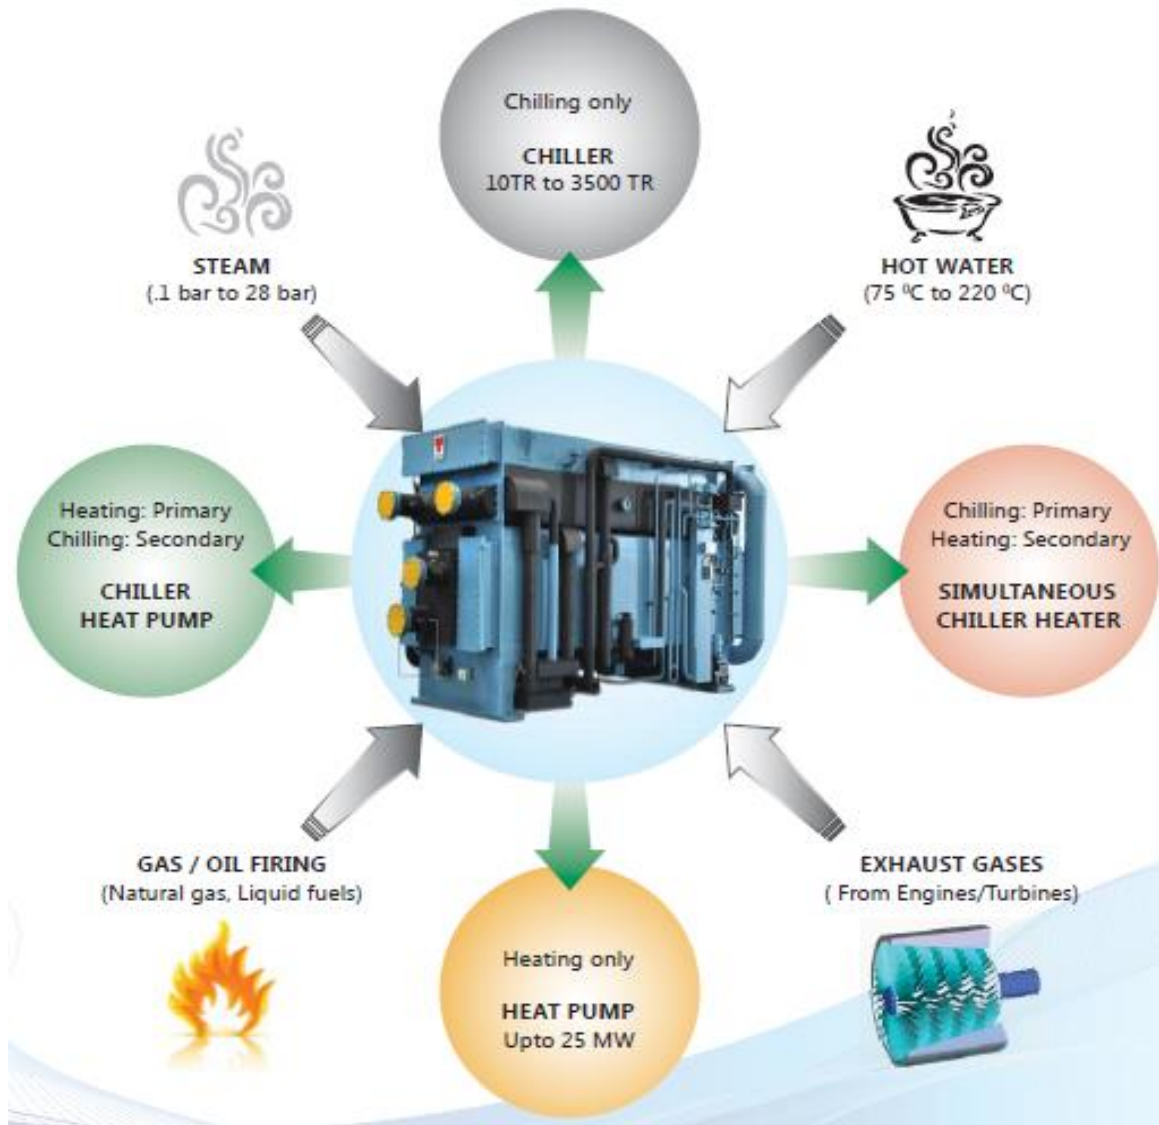 Chilling only
CHILLER
10TR to 3500 TR
STEAM
(.1 bar to 28 bar)
HOT WATER
(75 ⁰C to 220 ⁰C)
Heating: Primary
Chilling: Secondary
CHILLER
HEAT PUMP
Chilling: Primary
Heating: Secondary
SIMULTANEOUS
CHILLER HEATER
GAS / OIL FIRING
(Natural gas, Liquid fuels)
EXHAUST GASES
( From Engines/Turbines)
Heating only
HEAT PUMP
Upto 25 MW